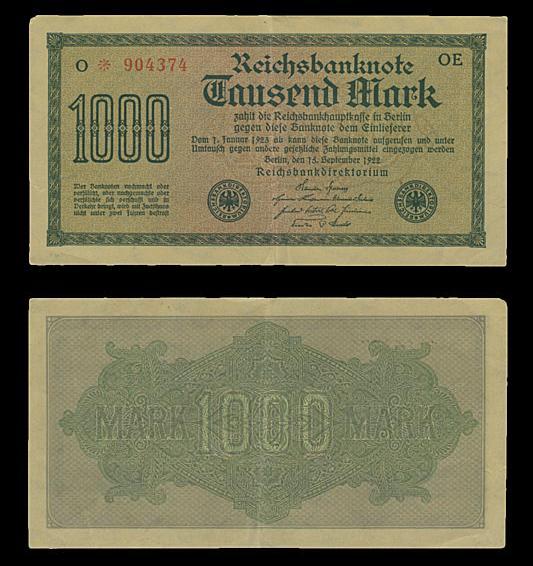 O * 904374
OE
Reichsbanknote
Tausend Mark
1000
zahlt die Reichsbankhauptkasse in Berlin
gegen diese Banknote dem Einlieferer
Vom 1. Januar 1923 ab kann diese Banknote aufgerufen und unter
Umtausch gegen andere gesetzliche Zahlungsmittel eingezogen werden
Berlin, den 15. September 1922
Reichsbankdirektorium
Wer Banknoten nachmacht oder
verfälscht, oder nachgemachte oder
verfälschte sich verschafft und in
Verkehr bringt, wird mit Zuchthaus
nicht unter zwei Jahren bestraft
MARK 1000 MARK